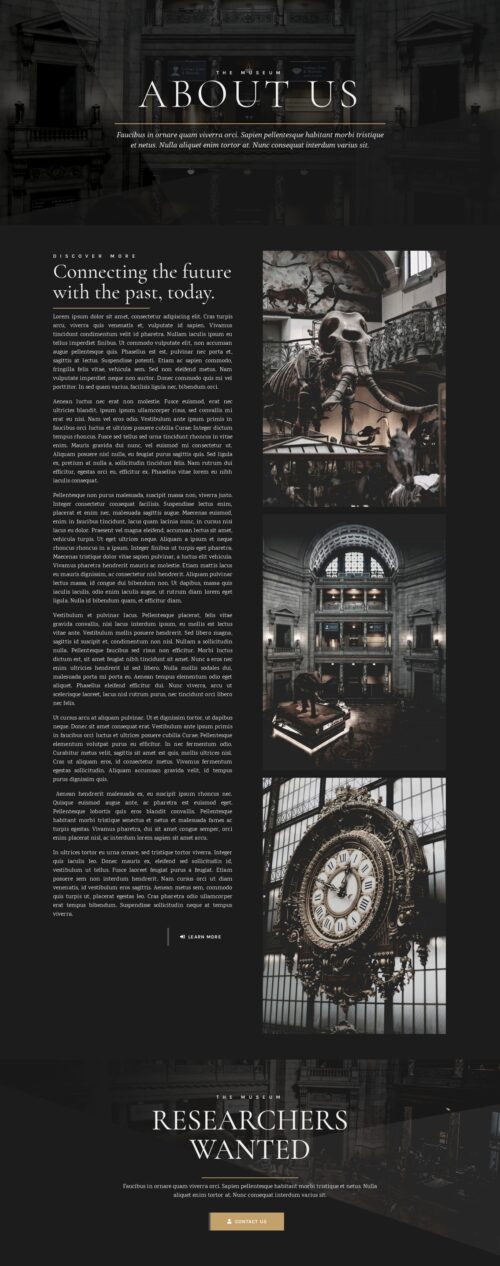 THE MUSEUM
ABOUT US
Faucibus in ornare quam viverra orci. Sapien pellentesque habitant morbi tristique
et netus. Nulla aliquet enim tortor at. Nunc consequat interdum varius sit.
DISCOVER MORE
Connecting the future
with the past, today.
Lorem ipsum dolor sit amet, consectetur adipiscing elit. Cras turpis
arcu, viverra quis venenatis et, vulputate id sapien. Vivamus
tincidunt condimentum velit id pharetra. Nullam iaculis ipsum eu
tellus imperdiet finibus. Ut commodo vulputate elit, non accumsan
augue pellentesque quis. Phasellus est est, pulvinar nec porta et,
sagittis at lectus. Suspendisse potenti. Etiam ac sapien commodo,
fringilla felis vitae, vehicula sem. Sed non eleifend metus. Nam
vulputate imperdiet neque non auctor. Donec commodo quis mi vel
porttitor. In sed quam varius, facilisis ligula nec, bibendum orci.
Aenean luctus nec erat non molestie. Fusce euismod, erat nec
ultricies blandit, ipsum ipsum ullamcorper risus, sed convallis mi
erat eu nisi. Nam vel eros odio. Vestibulum ante ipsum primis in
faucibus orci luctus et ultrices posuere cubilia Curae; Integer dictum
tempus rhoncus. Fusce sed tellus sed urna tincidunt rhoncus in vitae
enim. Mauris gravida dui nunc, vel euismod mi consectetur ut.
Aliquam posuere nisl nulla, eu feugiat purus sagittis quis. Sed ligula
ex, pretium at nulla a, sollicitudin tincidunt felis. Nam rutrum dui
efficitur, egestas orci eu, efficitur ex. Phasellus vitae lorem eu nibh
iaculis consequat.
Pellentesque non purus malesuada, suscipit massa non, viverra justo.
Integer consectetur consequat facilisis. Suspendisse lectus enim,
placerat et enim nec, malesuada sagittis augue. Maecenas euismod,
enim in faucibus tincidunt, lacus quam lacinia nunc, in cursus nisi
lacus eu dolor. Praesent vel magna eleifend, accumsan lectus sit amet,
vehicula turpis. Ut eget ultrices neque. Aliquam a ipsum et neque
rhoncus rhoncus in a ipsum. Integer finibus ut turpis eget pharetra.
Maecenas tristique dolor vitae sapien pulvinar, a luctus elit vehicula.
Vivamus pharetra hendrerit mauris ac molestie. Etiam mattis lacus
eu mauris dignissim, ac consectetur nisl hendrerit. Aliquam pulvinar
lectus massa, id congue dui bibendum non. Ut dapibus, massa quis
iaculis iaculis, odio enim iaculis augue, ut rutrum diam lorem eget
ligula. Nulla id bibendum quam, et efficitur diam.
Vestibulum et pulvinar lacus. Pellentesque placerat, felis vitae
gravida convallis, nisi lacus interdum ipsum, eu mollis est lectus
vitae ante. Vestibulum mollis posuere hendrerit. Sed libero magna,
sagittis id suscipit et, condimentum non nisl. Nullam a sollicitudin
nulla. Pellentesque faucibus sed risus non efficitur. Morbi luctus
dictum est, sit amet feugiat nibh tincidunt sit amet. Nunc a eros nec
enim ultricies hendrerit id sed libero. Nulla mollis sodales dui,
malesuada porta mi porta eu. Aenean tempus elementum odio eget
aliquet. Phasellus eleifend efficitur dui. Nunc viverra, arcu ut
scelerisque laoreet, lacus nisl rutrum purus, nec tincidunt orci libero
nec felis.
Ut cursus arcu at aliquam pulvinar. Ut et dignissim tortor, ut dapibus
neque. Donec sit amet consequat erat. Vestibulum ante ipsum primis
in faucibus orci luctus et ultrices posuere cubilia Curae; Pellentesque
elementum volutpat purus eu efficitur. In nec fermentum odio.
Curabitur metus velit, sagittis sit amet est quis, mollis ultrices nisi.
Cras ut aliquam eros, id consectetur metus. Vivamus fermentum
egestas sollicitudin. Aliquam accumsan gravida velit, id tempus
purus dignissim quis.
Aenean hendrerit malesuada ex, eu suscipit ipsum rhoncus nec.
Quisque euismod augue ante, ac pharetra est euismod eget.
Pellentesque lobortis quis eros blandit convallis. Pellentesque
habitant morbi tristique senectus et netus et malesuada fames ac
turpis egestas. Vivamus pharetra, dui sit amet congue semper, orci
enim placerat nisl, ac interdum lorem sapien sit amet arcu.
In ultrices tortor eu urna ornare, sed tristique tortor viverra. Integer
quis iaculis leo. Donec mauris ex, eleifend sed sollicitudin id,
vestibulum ut tellus. Fusce laoreet feugiat purus a feugiat. Etiam
posuere sem non interdum hendrerit. Nam cursus orci ut diam
venenatis, id vestibulum eros sagittis. Aenean metus sem, commodo
quis turpis ut, placerat egestas leo. Cras pharetra ullamcorper
erat tempus bibendum. Suspendisse sollicitudin neque at tempus
viverra.
LEARN MORE
THE MUSEUM
RESEARCHERS
WANTED
Faucibus in ornare quam viverra orci. Sapien pellentesque habitant morbi tristique et netus. Nulla
aliquet enim tortor at. Nunc consequat interdum varius sit.
CONTACT US